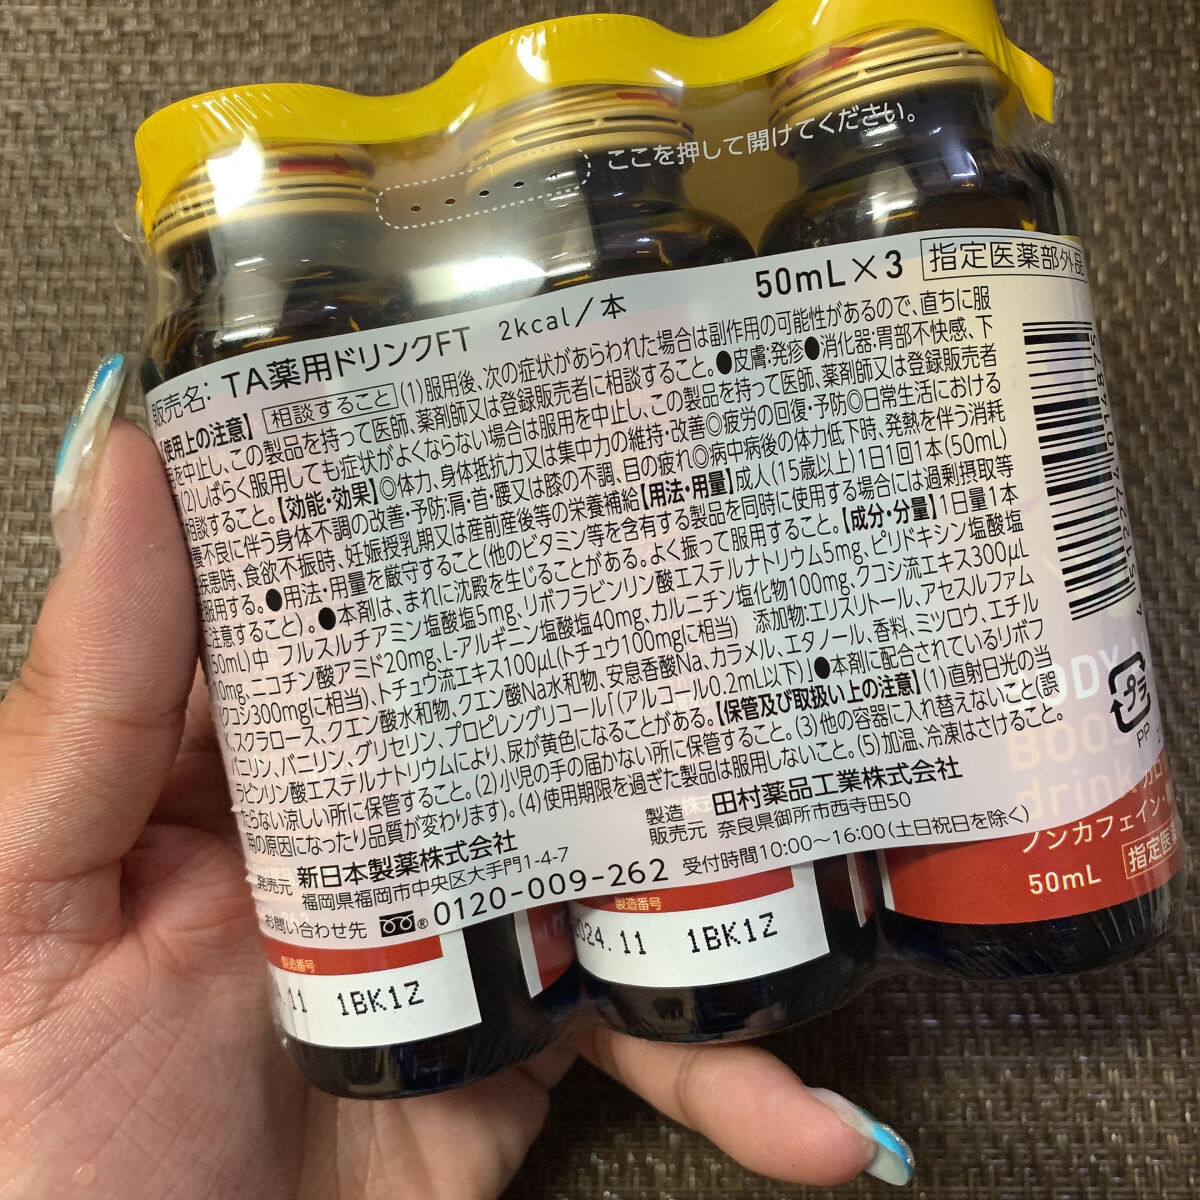 ここを押して開けてください。
50mL×3 指定医薬部外品
販売名: TA薬用ドリンクFT 2kcal/本
【使用上の注意】 相談すること (1)服用後、次の症状があらわれた場合は副作用の可能性があるので、直ちに服
を中止し、この製品を持って医師、薬剤師又は登録販売者に相談すること。●皮膚:発疹●消化器:胃部不快感、下
(2)しばらく服用しても症状がよくならない場合は服用を中止し、この製品を持って医師、薬剤師又は登録販売者
相談すること。【効能・効果】◎体力、身体抵抗力又は集中力の維持・改善◎疲労の回復・予防◎日常生活における
養不良に伴う身体不調の改善・予防:肩・首・腰又は膝の不調、目の疲れ◎病中病後の体力低下時、発熱を伴う消耗
疾患時、食欲不振時、妊娠授乳期又は産前産後等の栄養補給【用法・用量】成人(15歳以上)1日1回1本(50mL)
服用する。●用法・用量を厳守すること(他のビタミン等を含有する製品を同時に使用する場合には過剰摂取等
に注意すること)。●本剤は、まれに沈殿を生じることがある。よく振って服用すること。【成分・分量】1日量1本
50mL)中 フルスルチアミン塩酸塩5mg、リボフラビンリン酸エステルナトリウム5mg、ピリドキシン塩酸塩
0mg、ニコチン酸アミド20mg、L-アルギニン塩酸塩40mg、カルニチン塩化物100mg、クコシ流エキス300μL
クコシ300mgに相当)、トチュウ流エキス100μL(トチュウ100mgに相当) 添加物:エリスリトール、アセスルファム
K、スクラロース、クエン酸水和物、クエン酸Na水和物、安息香酸Na、カラメル、エタノール、香料、ミツロウ、エチル
バニリン、バニリン、グリセリン、プロピレングリコール「(アルコール0.2mL以下)」●本剤に配合されているリボフ
ラビンリン酸エステルナトリウムにより、尿が黄色になることがある。【保管及び取扱い上の注意】(1)直射日光の当
たらない涼しい所に保管すること。(2)小児の手の届かない所に保管すること。(3)他の容器に入れ替えないこと(誤
用の原因になったり品質が変わります)。(4)使用期限を過ぎた製品は服用しないこと。(5)加温、冷凍はさけること。
発売元 新日本製薬株式会社
福岡県福岡市中央区大手門1-4-7
製造販売元 田村薬品工業株式会社
奈良県御所市西寺田50
お問い合わせ先 ® 0120-009-262 受付時間10:00〜16:00(土日祝日を除く)
プラ
PP
BODY
BOOS
drink
ノンカフェイン
50mL 指定医薬
製造番号
.11 1BK1Z
製造番号
2024.11 1BK1Z